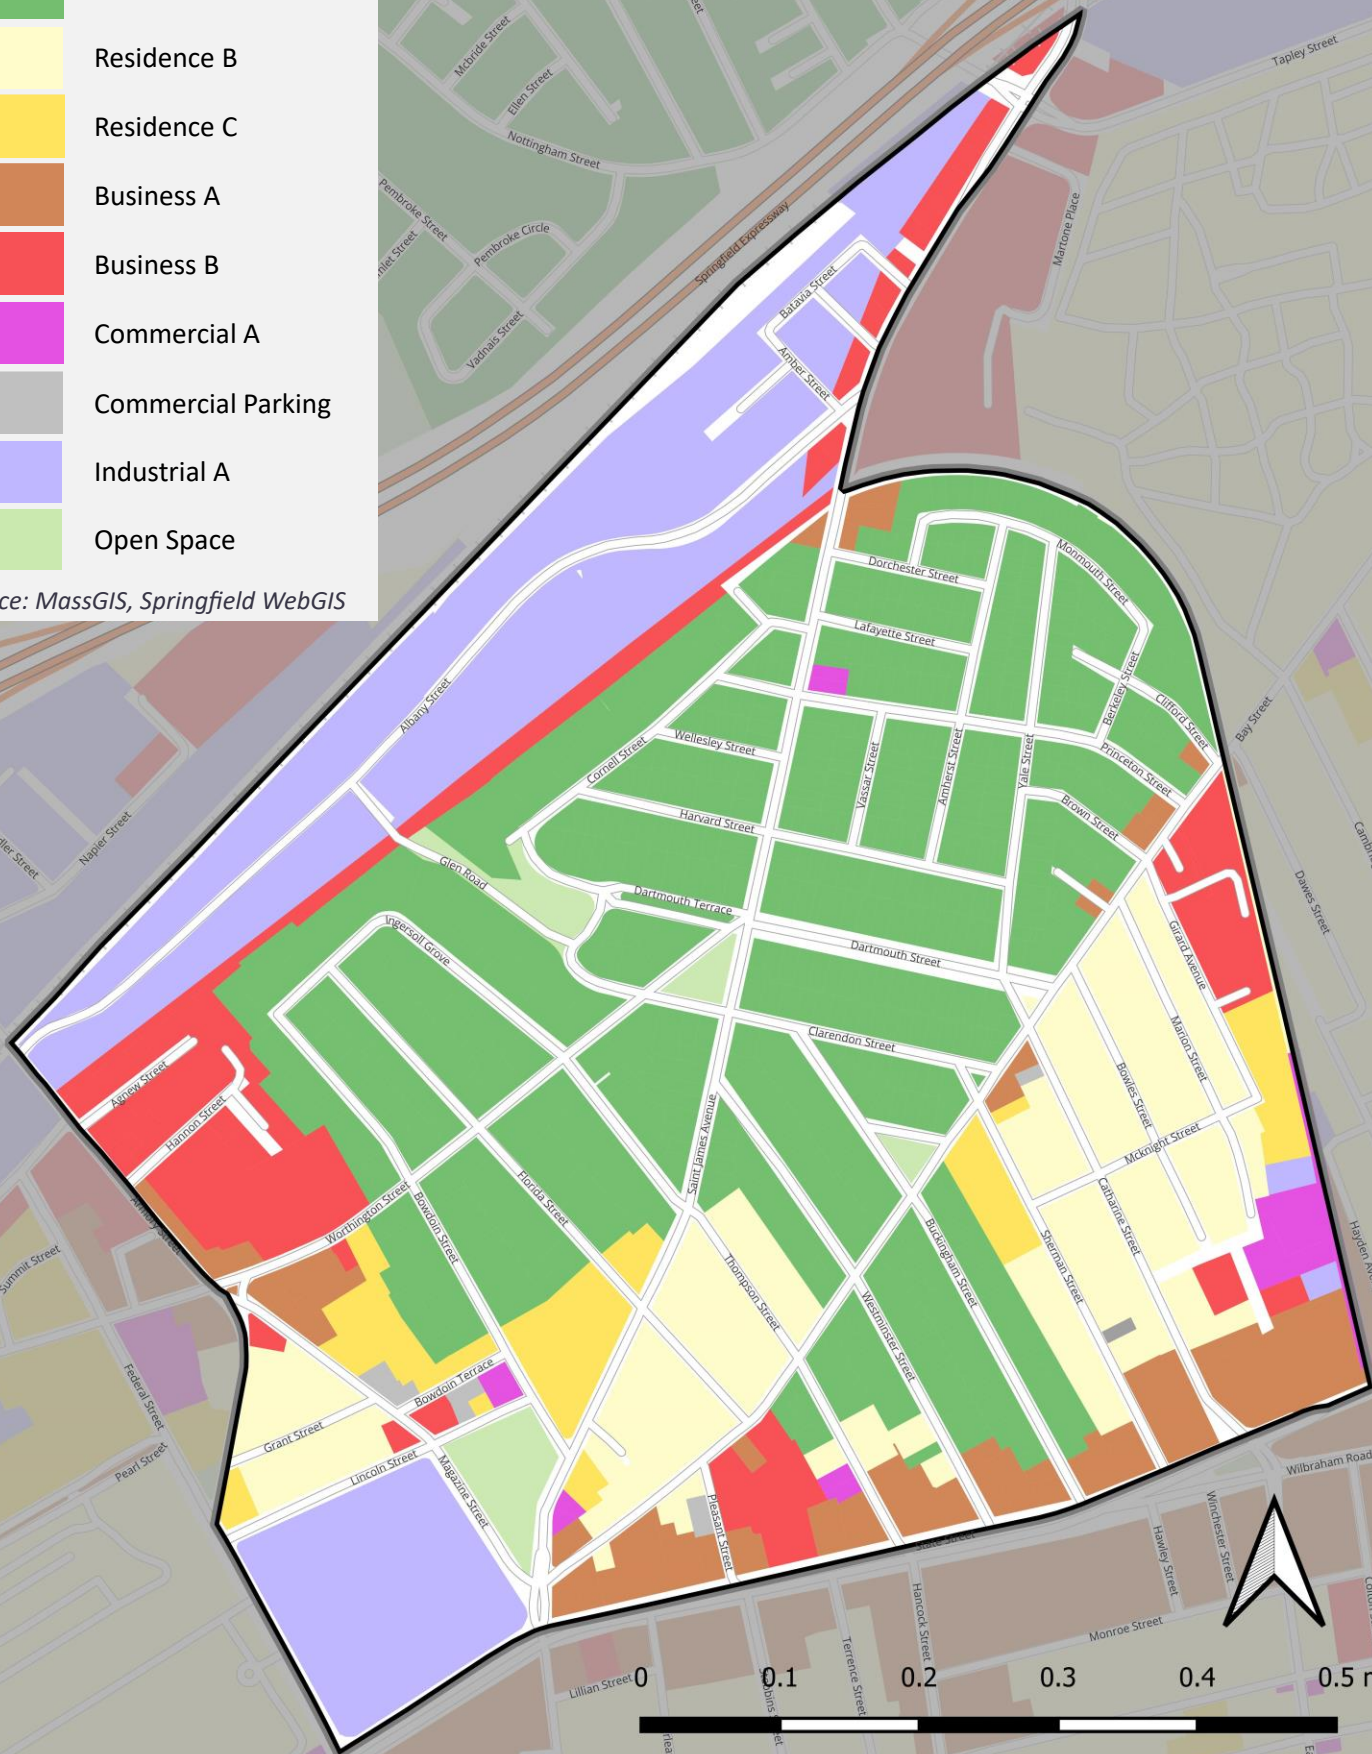 Residence B
Residence C
Business A
Business B
Commercial A
Commercial Parking
Industrial A
Open Space
ce: MassGIS, Springfield WebGIS
Mcbride Street
Ellen Street
Nottingham Street
Tapley Street
Pembroke Street
Pembroke Circle
Vadnais Street
Springfield Expressway
Martone Place
Batavia Street
Amber Street
Dorchester Street
Monmouth Street
Lafayette Street
Berkeley Street
Clifford Street
Bay Street
Albany Street
Wellesley Street
Cornell Street
Vassar Street
Amherst Street
Yale Street
Princeton Street
Brown Street
Harvard Street
Napier Street
Glen Road
Dartmouth Terrace
Dartmouth Street
Dawes Street
Ingersoll Grove
Girard Avenue
Clarendon Street
Marion Street
Bowles Street
Mcknight Street
Agnew Street
Hannon Street
Saint James Avenue
Worthington Street
Bowdoin Street
Florida Street
Catharine Street
Sherman Street
Buckingham Street
Thompson Street
Westminster Street
Summit Street
Federal Street
Bowdoin Terrace
Grant Street
Lincoln Street
Magazine Street
Pearl Street
Pleasant Street
State Street
Wilbraham Road
Winchester Street
Hawley Street
Hancock Street
Monroe Street
Terrence Street
Lillian Street
0 0.1 0.2 0.3 0.4 0.5